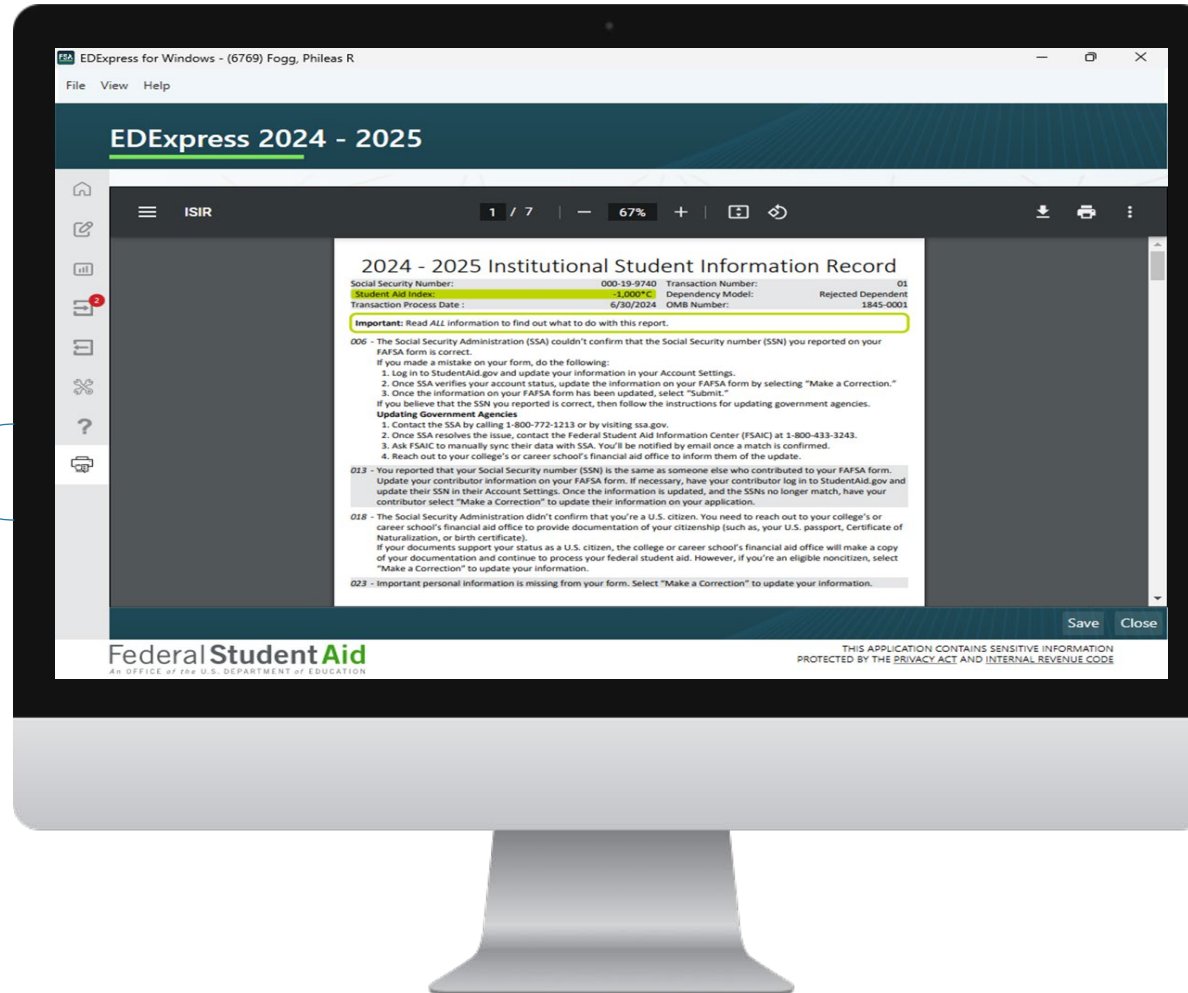 FSA EDExpress for Windows - (6769) Fogg, Phileas R
File View Help
EDExpress 2024 - 2025
2
?
ISIR 1 / 7 67%
2024 - 2025 Institutional Student Information Record
Social Security Number: 000-19-9740 Transaction Number: 01
Student Aid Index: -1,000*C Dependency Model: Rejected Dependent
Transaction Process Date : 6/30/2024 OMB Number: 1845-0001
Important: Read ALL information to find out what to do with this report.
006 - The Social Security Administration (SSA) couldn't confirm that the Social Security number (SSN) you reported on your
FAFSA form is correct.
If you made a mistake on your form, do the following:
1. Log in to StudentAid.gov and update your information in your Account Settings.
2. Once SSA verifies your account status, update the information on your FAFSA form by selecting "Make a Correction."
3. Once the information on your FAFSA form has been updated, select "Submit."
If you believe that the SSN you reported is correct, then follow the instructions for updating government agencies.
Updating Government Agencies
1. Contact the SSA by calling 1-800-772-1213 or by visiting ssa.gov.
2. Once SSA resolves the issue, contact the Federal Student Aid Information Center (FSAIC) at 1-800-433-3243.
3. Ask FSAIC to manually sync their data with SSA. You'll be notified by email once a match is confirmed.
4. Reach out to your college's or career school's financial aid office to inform them of the update.
013 - You reported that your Social Security number (SSN) is the same as someone else who contributed to your FAFSA form.
Update your contributor information on your FAFSA form. If necessary, have your contributor log in to StudentAid.gov and
update their SSN in their Account Settings. Once the information is updated, and the SSNs no longer match, have your
contributor select "Make a Correction" to update their information on your application.
018 - The Social Security Administration didn't confirm that you're a U.S. citizen. You need to reach out to your college's or
career school's financial aid office to provide documentation of your citizenship (such as, your U.S. passport, Certificate of
Naturalization, or birth certificate).
If your documents support your status as a U.S. citizen, the college or career school's financial aid office will make a copy
of your documentation and continue to process your federal student aid. However, if you're an eligible noncitizen, select
"Make a Correction" to update your information.
023 - Important personal information is missing from your form. Select "Make a Correction" to update your information.
Save Close
Federal Student Aid
An OFFICE of the U.S. DEPARTMENT of EDUCATION
THIS APPLICATION CONTAINS SENSITIVE INFORMATION
PROTECTED BY THE PRIVACY ACT AND INTERNAL REVENUE CODE